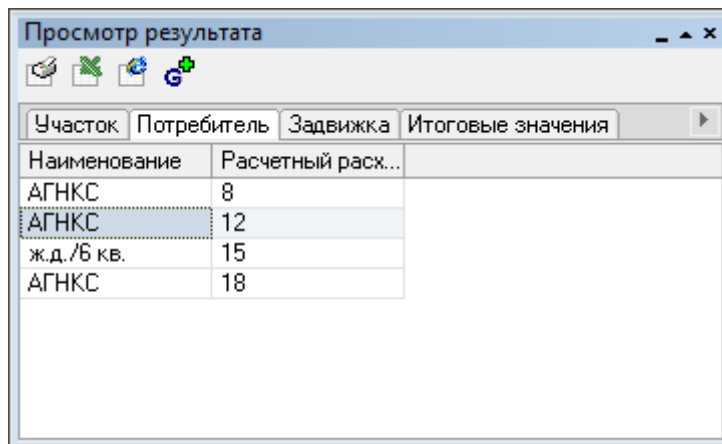 Просмотр результата
G
Участок Потребитель Задвижка Итоговые значения
Наименование Расчетный расх...
АГНКС 8
АГНКС 12
ж.д./6 кв. 15
АГНКС 18